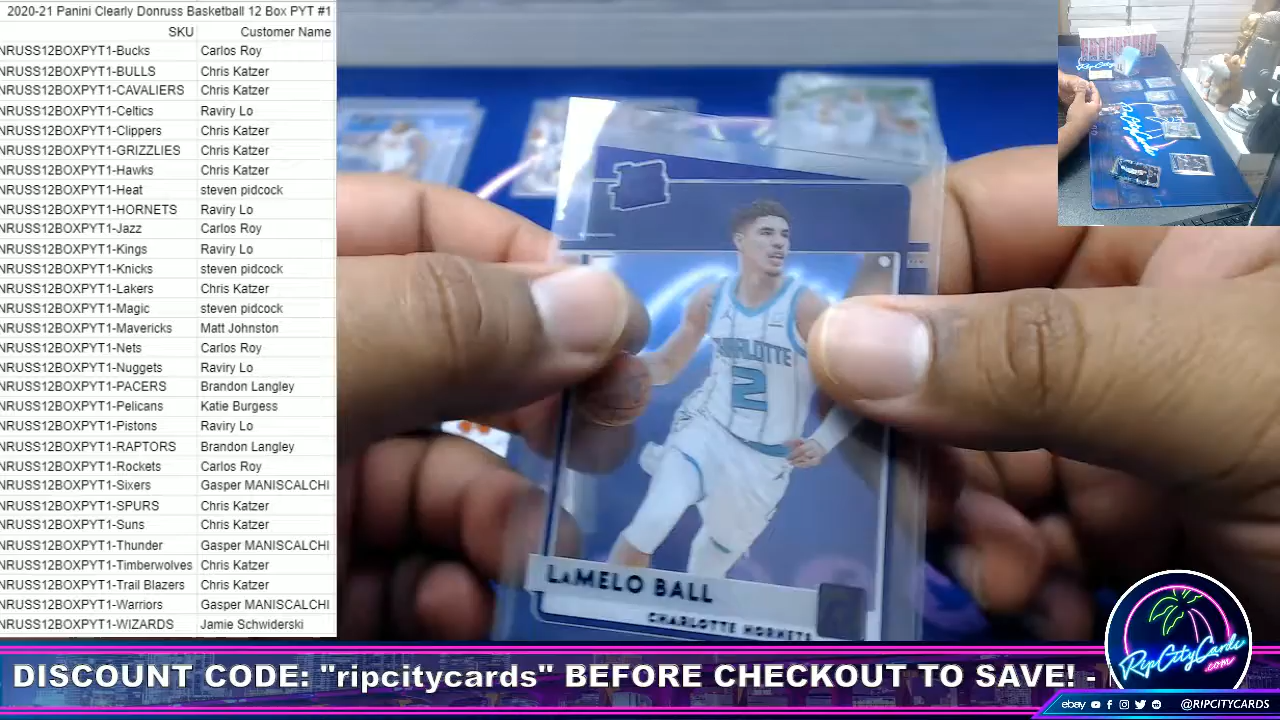 2020-21 Panini Clearly Donruss Basketball 12 Box PYT #1
SKU Customer Name
NRUSS12BOXPYT1-Bucks Carlos Roy
NRUSS12BOXPYT1-BULLS Chris Katzer
NRUSS12BOXPYT1-CAVALIERS Chris Katzer
NRUSS12BOXPYT1-Celtics Raviry Lo
NRUSS12BOXPYT1-Clippers Chris Katzer
NRUSS12BOXPYT1-GRIZZLIES Chris Katzer
NRUSS12BOXPYT1-Hawks Chris Katzer
NRUSS12BOXPYT1-Heat steven pidcock
NRUSS12BOXPYT1-HORNETS Raviry Lo
NRUSS12BOXPYT1-Jazz Carlos Roy
NRUSS12BOXPYT1-Kings Raviry Lo
NRUSS12BOXPYT1-Knicks steven pidcock
NRUSS12BOXPYT1-Lakers Chris Katzer
NRUSS12BOXPYT1-Magic steven pidcock
NRUSS12BOXPYT1-Mavericks Matt Johnston
NRUSS12BOXPYT1-Nets Carlos Roy
NRUSS12BOXPYT1-Nuggets Raviry Lo
NRUSS12BOXPYT1-PACERS Brandon Langley
NRUSS12BOXPYT1-Pelicans Katie Burgess
NRUSS12BOXPYT1-Pistons Raviry Lo
NRUSS12BOXPYT1-RAPTORS Brandon Langley
NRUSS12BOXPYT1-Rockets Carlos Roy
NRUSS12BOXPYT1-Sixers Gasper MANISCALCHI
NRUSS12BOXPYT1-SPURS Chris Katzer
NRUSS12BOXPYT1-Suns Chris Katzer
NRUSS12BOXPYT1-Thunder Gasper MANISCALCHI
NRUSS12BOXPYT1-Timberwolves Chris Katzer
NRUSS12BOXPYT1-Trail Blazers Chris Katzer
NRUSS12BOXPYT1-Warriors Gasper MANISCALCHI
NRUSS12BOXPYT1-WIZARDS Jamie Schwiderski
CHARLOTTE
2
LAMELO BALL
CHARLOTTE HORNETS
DISCOUNT CODE: "ripcitycards" BEFORE CHECKOUT TO SAVE! -
RipCityCards
.com
ebay @RIPCITYCARDS